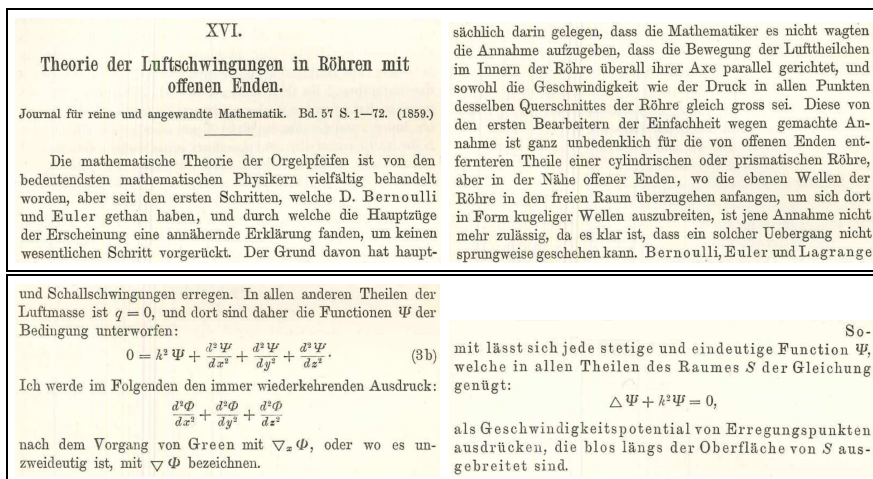 XVI.
Theorie der Luftschwingungen in Röhren mit
offenen Enden.
Journal für reine und angewandte Mathematik. Bd. 57 S. 1—72. (1859.)
Die mathematische Theorie der Orgelpfeifen ist von den
bedeutendsten mathematischen Physikern vielfältig behandelt
worden, aber seit den ersten Schritten, welche D. Bernoulli
und Euler gethan haben, und durch welche die Hauptzüge
der Erscheinung eine annähernde Erklärung fanden, um keinen
wesentlichen Schritt vorgerückt. Der Grund davon hat haupt-
sächlich darin gelegen, dass die Mathematiker es nicht wagten
die Annahme aufzugeben, dass die Bewegung der Lufttheilchen
im Innern der Röhre überall ihrer Axe parallel gerichtet, und
sowohl die Geschwindigkeit wie der Druck in allen Punkten
desselben Querschnittes der Röhre gleich gross sei. Diese von
den ersten Bearbeitern der Einfachheit wegen gemachte An-
nahme ist ganz unbedenklich für die von offenen Enden ent-
fernteren Theile einer cylindrischen oder prismatischen Röhre,
aber in der Nähe offener Enden, wo die ebenen Wellen der
Röhre in den freien Raum überzugehen anfangen, um sich dort
in Form kugeliger Wellen auszubreiten, ist jene Annahme nicht
mehr zulässig, da es klar ist, dass ein solcher Uebergang nicht
sprungweise geschehen kann. Bernoulli, Euler und Lagrange
und Schallschwingungen erregen. In allen anderen Theilen der
Luftmasse ist q = 0, und dort sind daher die Functionen Ψ der
Bedingung unterworfen:
0 = k² Ψ + d²Ψ/dx² + d²Ψ/dy² + d²Ψ/dz². (3b)
Ich werde im Folgenden den immer wiederkehrenden Ausdruck:
d²Φ/dx² + d²Φ/dy² + d²Φ/dz²
nach dem Vorgang von Green mit ▽ₓ Φ, oder wo es un-
zweideutig ist, mit ▽ Φ bezeichnen.
So-
mit lässt sich jede stetige und eindeutige Function Ψ,
welche in allen Theilen des Raumes S der Gleichung
genügt:
△ Ψ + k² Ψ = 0,
als Geschwindigkeitspotential von Erregungspunkten
ausdrücken, die blos längs der Oberfläche von S aus-
gebreitet sind.